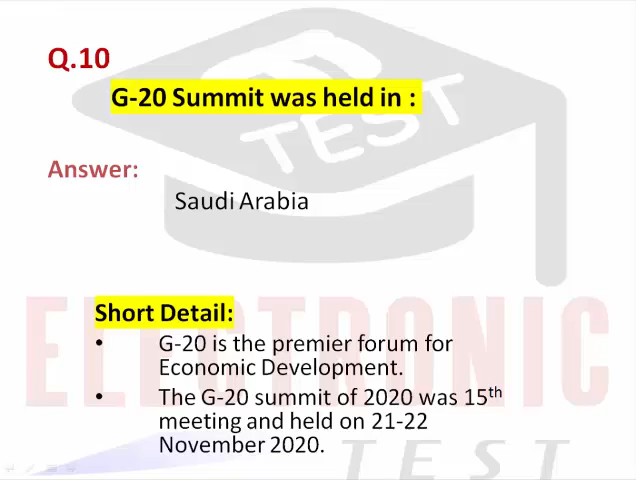 Q.10
G-20 Summit was held in :
TEST
Answer:
Saudi Arabia
ELECTRONIC
Short Detail:
• G-20 is the premier forum for
Economic Development.
• The G-20 summit of 2020 was 15th
meeting and held on 21-22
November 2020.
TEST